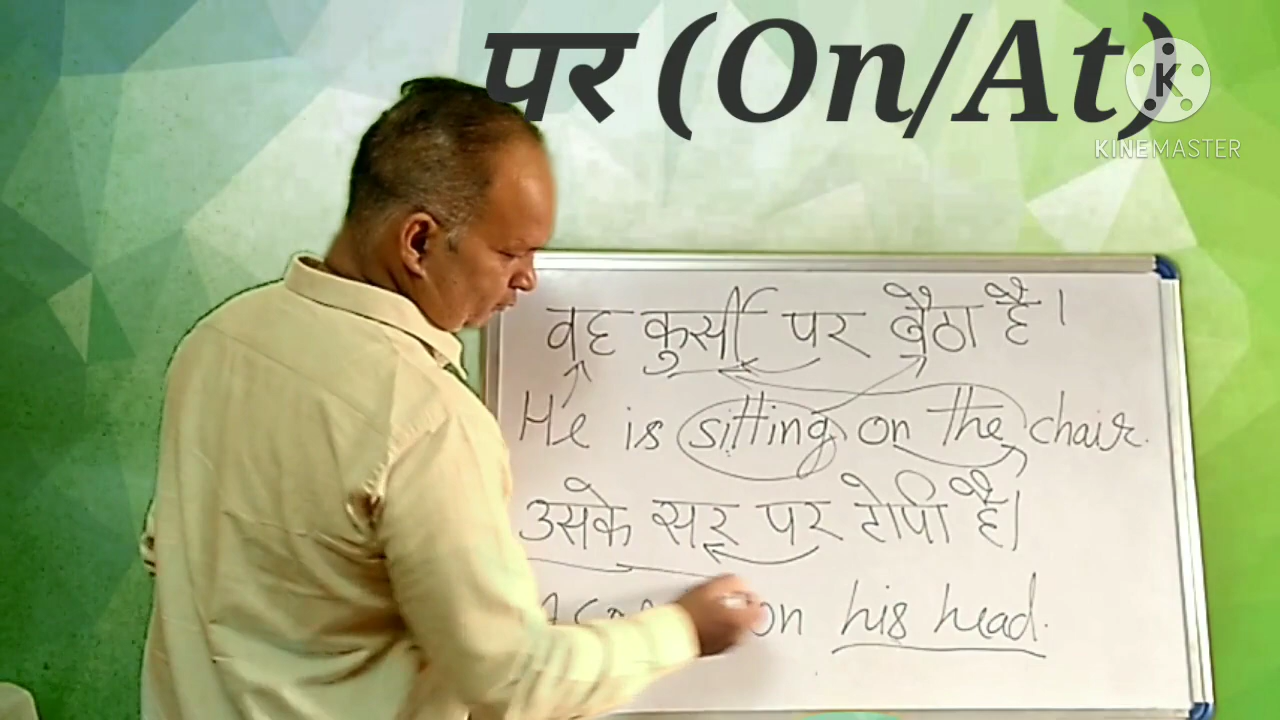 पर (On/At)
K
KINEMASTER
वह कुर्सी पर बैठा है।
He is sitting on the chair.
उसके सर पर टोपी है।
A on his head.